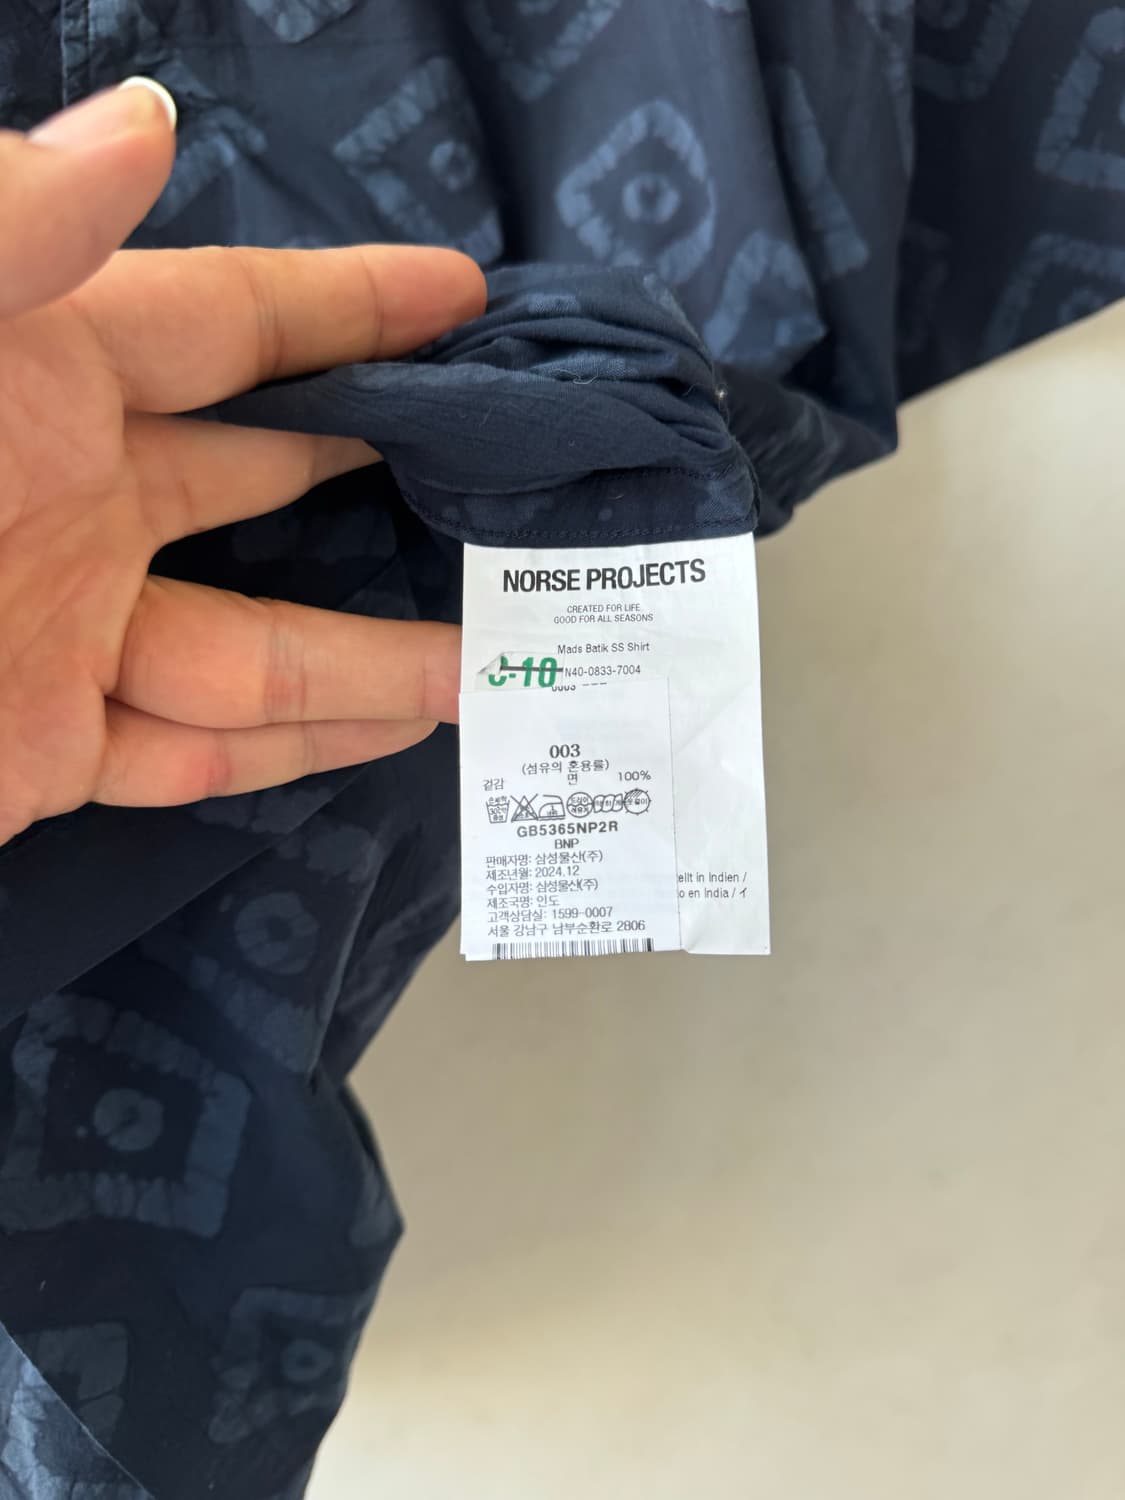 NORSE PROJECTS
CREATED FOR LIFE
GOOD FOR ALL SEASONS
Mads Batik SS Shirt
-10 N40-0833-7004
003
(섬유의 혼용률)
겉감 면 100%
GB5365NP2R
BNP
판매자명: 삼성물산(주)
제조년월: 2024.12
수입자명: 삼성물산(주)
제조국명: 인도
고객상담실: 1599-0007
서울 강남구 남부순환로 2806
ellt in Indien /
o en India / イ